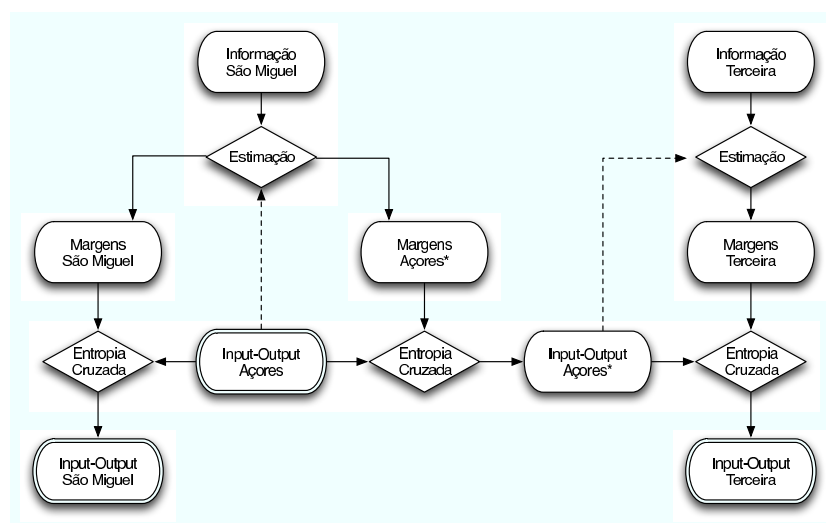 Informação
São Miguel
Informação
Terceira
Estimação
Estimação
Margens
São Miguel
Margens
Açores*
Margens
Terceira
Entropia
Cruzada
Input-Output
Açores
Entropia
Cruzada
Input-Output
Açores*
Entropia
Cruzada
Input-Output
São Miguel
Input-Output
Terceira